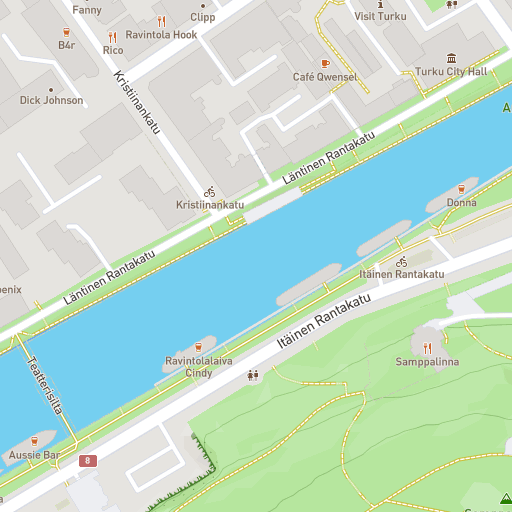 Fanny
Clipp
Visit Turku
B4r
Rico
Ravintola Hook
Café Qwensel
Turku City Hall
Dick Johnson
Kristiinankatu
Läntinen Rantakatu
Kristiinankatu
Donna
Itäinen Rantakatu
Läntinen Rantakatu
Itäinen Rantakatu
Ravintolalaiva
Cindy
Samppalinna
Teatterisilta
Aussie Bar
8